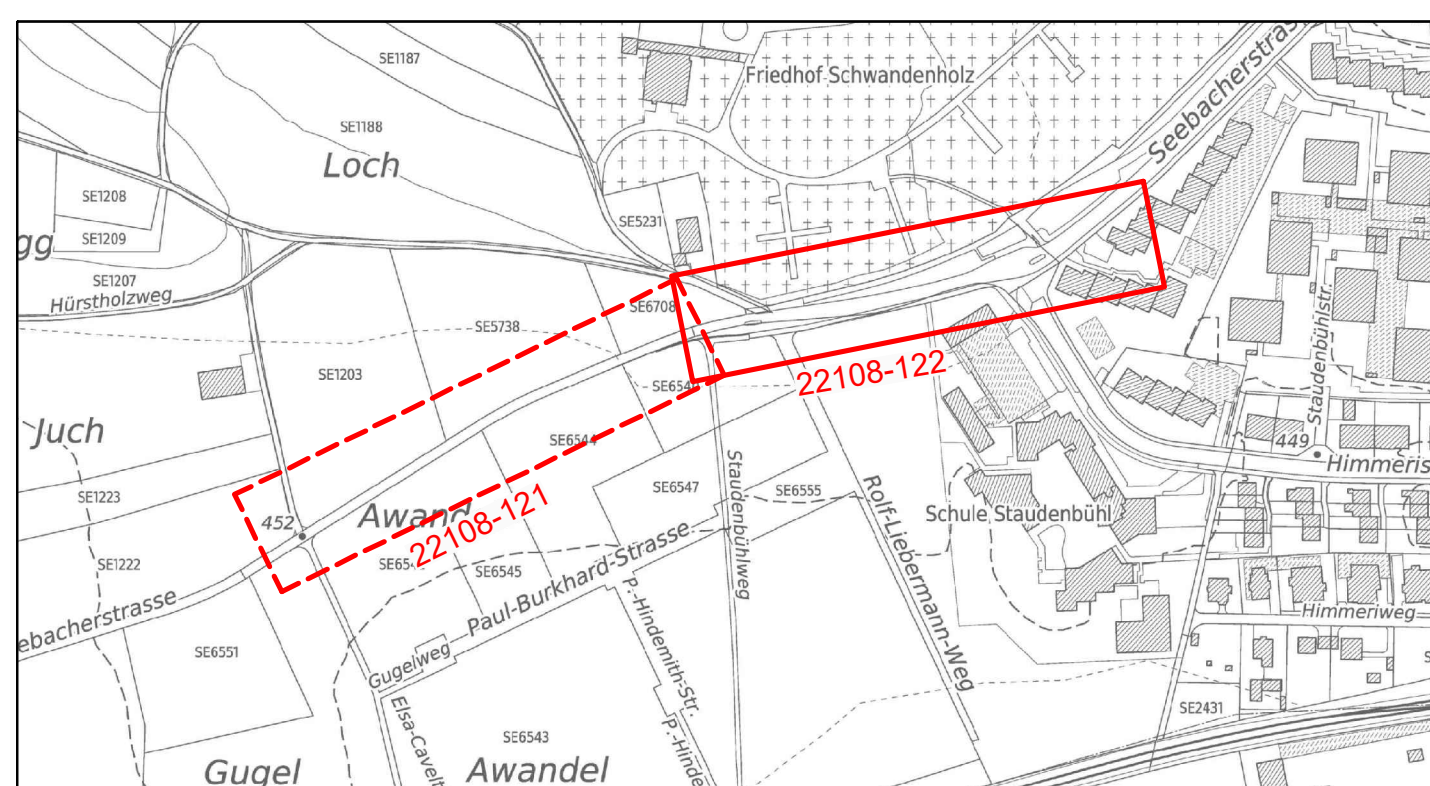 SE1187
Friedhof Schwandenholz
Seebacherstras
SE1188
Loch
SE1208
SE5231
gg
SE1209
SE1207
Hürstholzweg
SE6708
SE5738
Staudenbühlstr.
SE1203
22108-122
Juch
SE6544
449
Himmeris
SE1223
SE6547
SE6555
452
Awand
22108-121
Schule Staudenbühl
Staudenbühlweg
Rolf-Liebermann-Weg
SE1222
SE6545
Paul-Burkhard-Strasse
P.-Hindemith-Str.
Himmeriweg
ebacherstrasse
SE6551
Gugelweg
Elsa-Cavelt
SE2431
SE6543
P.-Hinde
Gugel
Awandel